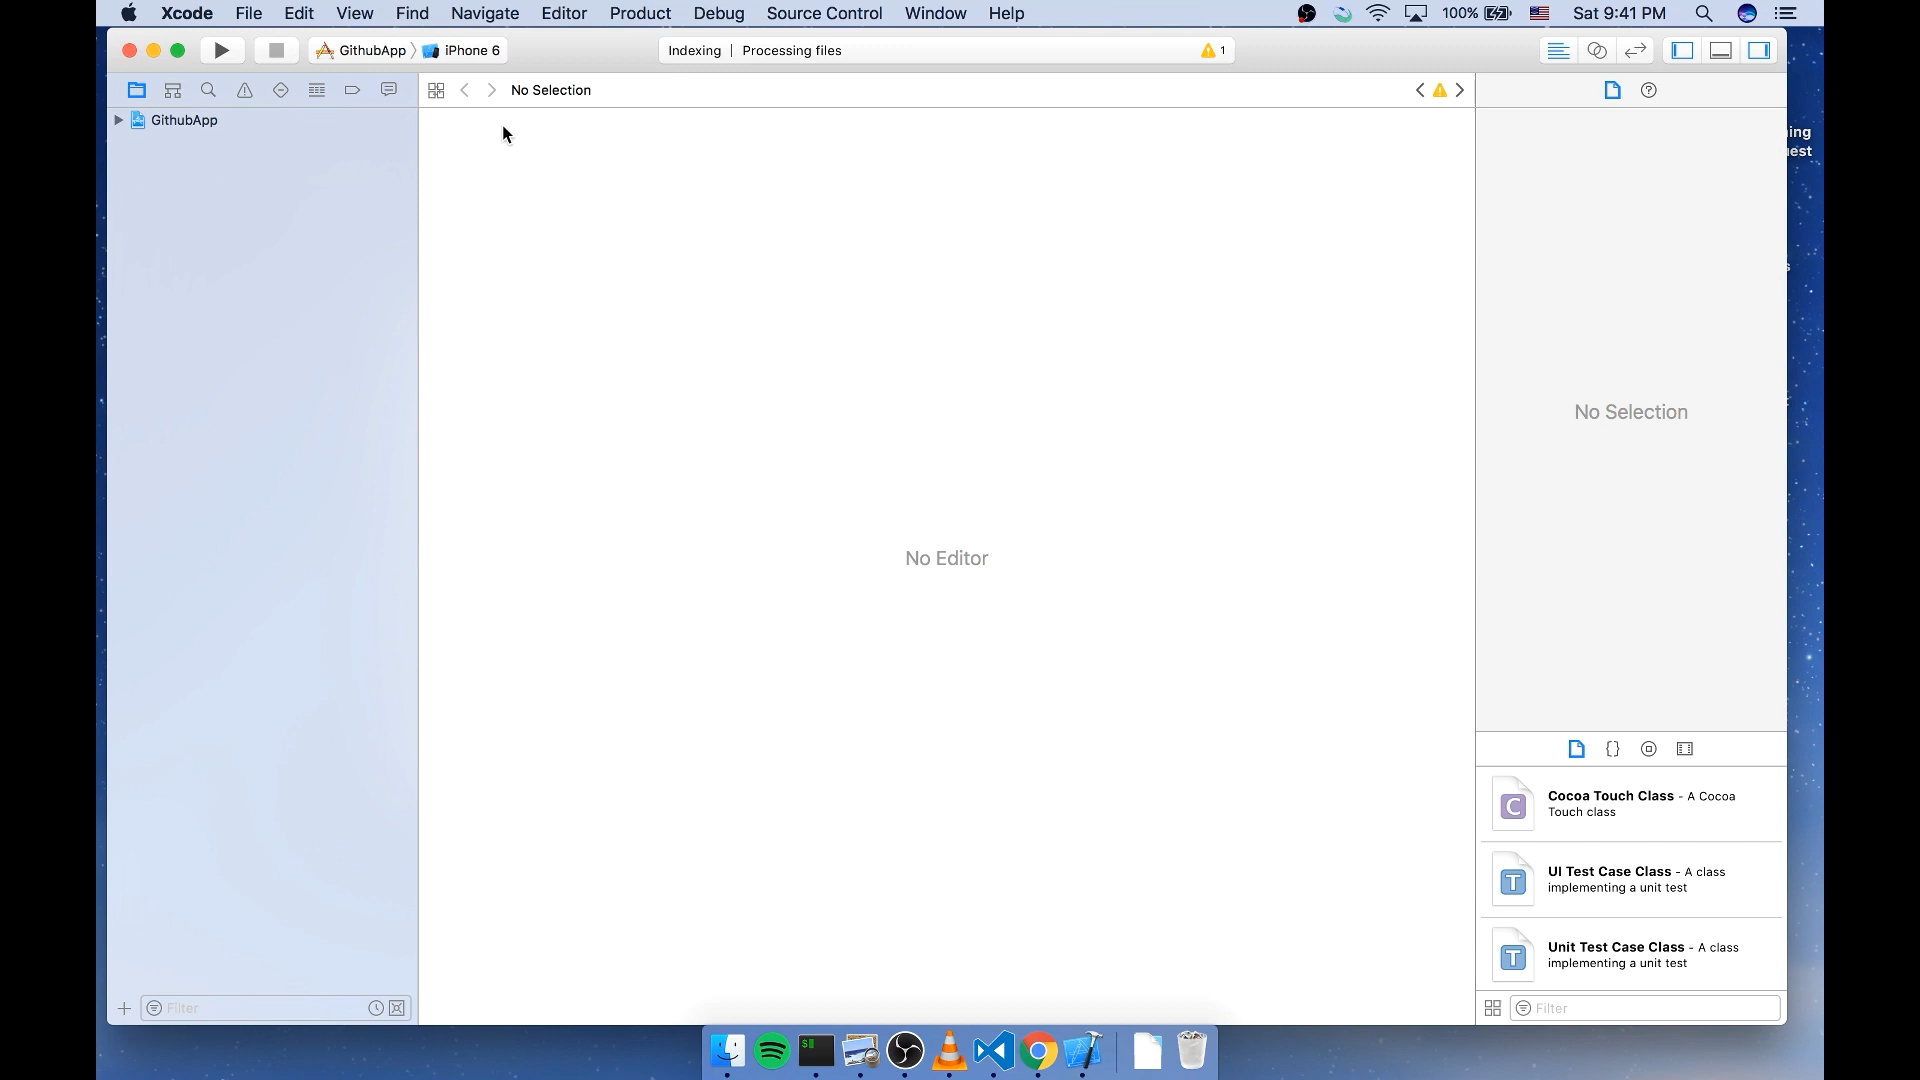 Xcode File Edit View Find Navigate Editor Product Debug Source Control Window Help 100% Sat 9:41 PM
GithubApp iPhone 6 Indexing | Processing files 1
No Selection
GithubApp
ing
est
No Selection
s
No Editor
Cocoa Touch Class - A Cocoa
Touch class
UI Test Case Class - A class
implementing a unit test
Unit Test Case Class - A class
implementing a unit test
Filter
Filter